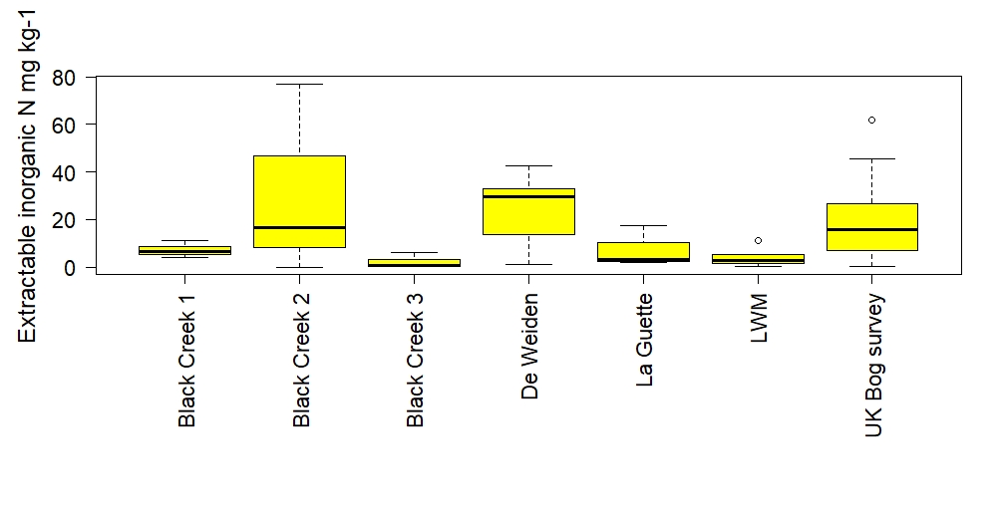 Extractable inorganic N mg kg-1
80
60
40
20
0
Black Creek 1
Black Creek 2
Black Creek 3
De Weiden
La Guette
LWM
UK Bog survey